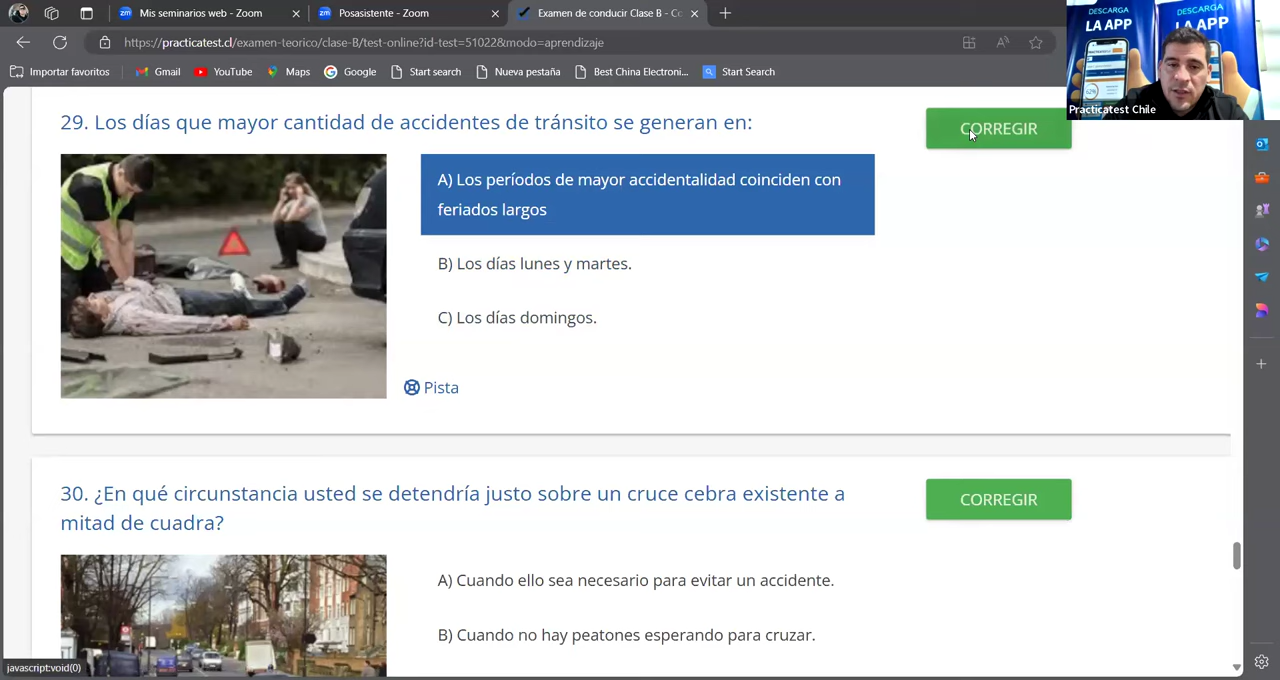 Mis seminarios web - Zoom
Posasistente - Zoom
Examen de conducir Clase B - Co
https://practicatest.cl/examen-teorico/clase-B/test-online?id-test=51022&modo=aprendizaje
Importar favoritos
Gmail
YouTube
Maps
Google
Start search
Nueva pestaña
Best China Electroni...
Start Search
DESCARGA
LA APP
DESCARGA
LA APP
Practicatest Chile
29. Los días que mayor cantidad de accidentes de tránsito se generan en:
CORREGIR
A) Los períodos de mayor accidentalidad coinciden con
feriados largos
B) Los días lunes y martes.
C) Los días domingos.
Pista
30. ¿En qué circunstancia usted se detendría justo sobre un cruce cebra existente a
mitad de cuadra?
CORREGIR
A) Cuando ello sea necesario para evitar un accidente.
B) Cuando no hay peatones esperando para cruzar.
javascript:void(0)